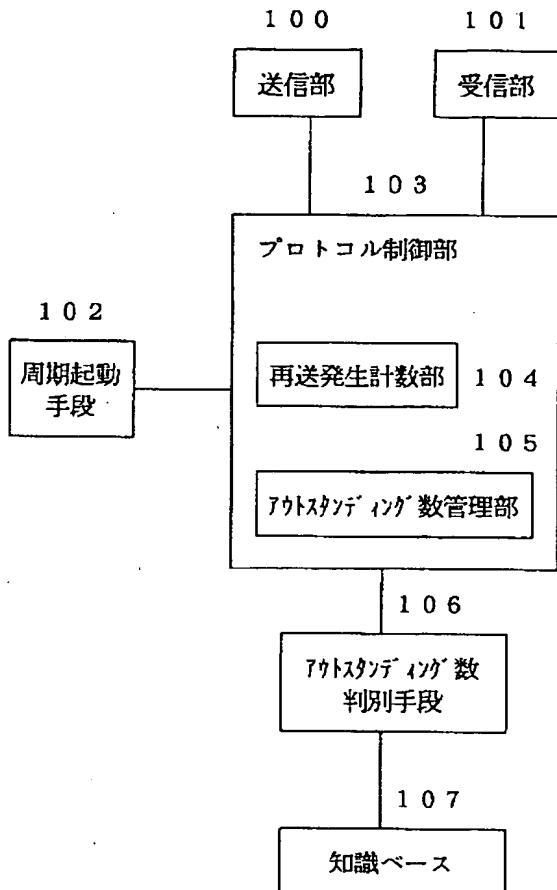 １００
１０１
送信部
受信部
１０３
プロトコル制御部
１０２
周期起動
手段
再送発生計数部
１０４
１０５
ｱｳﾄｽﾀﾝﾃﾞｨﾝｸﾞ数管理部
１０６
ｱｳﾄｽﾀﾝﾃﾞｨﾝｸﾞ数
判別手段
１０７
知識ベース